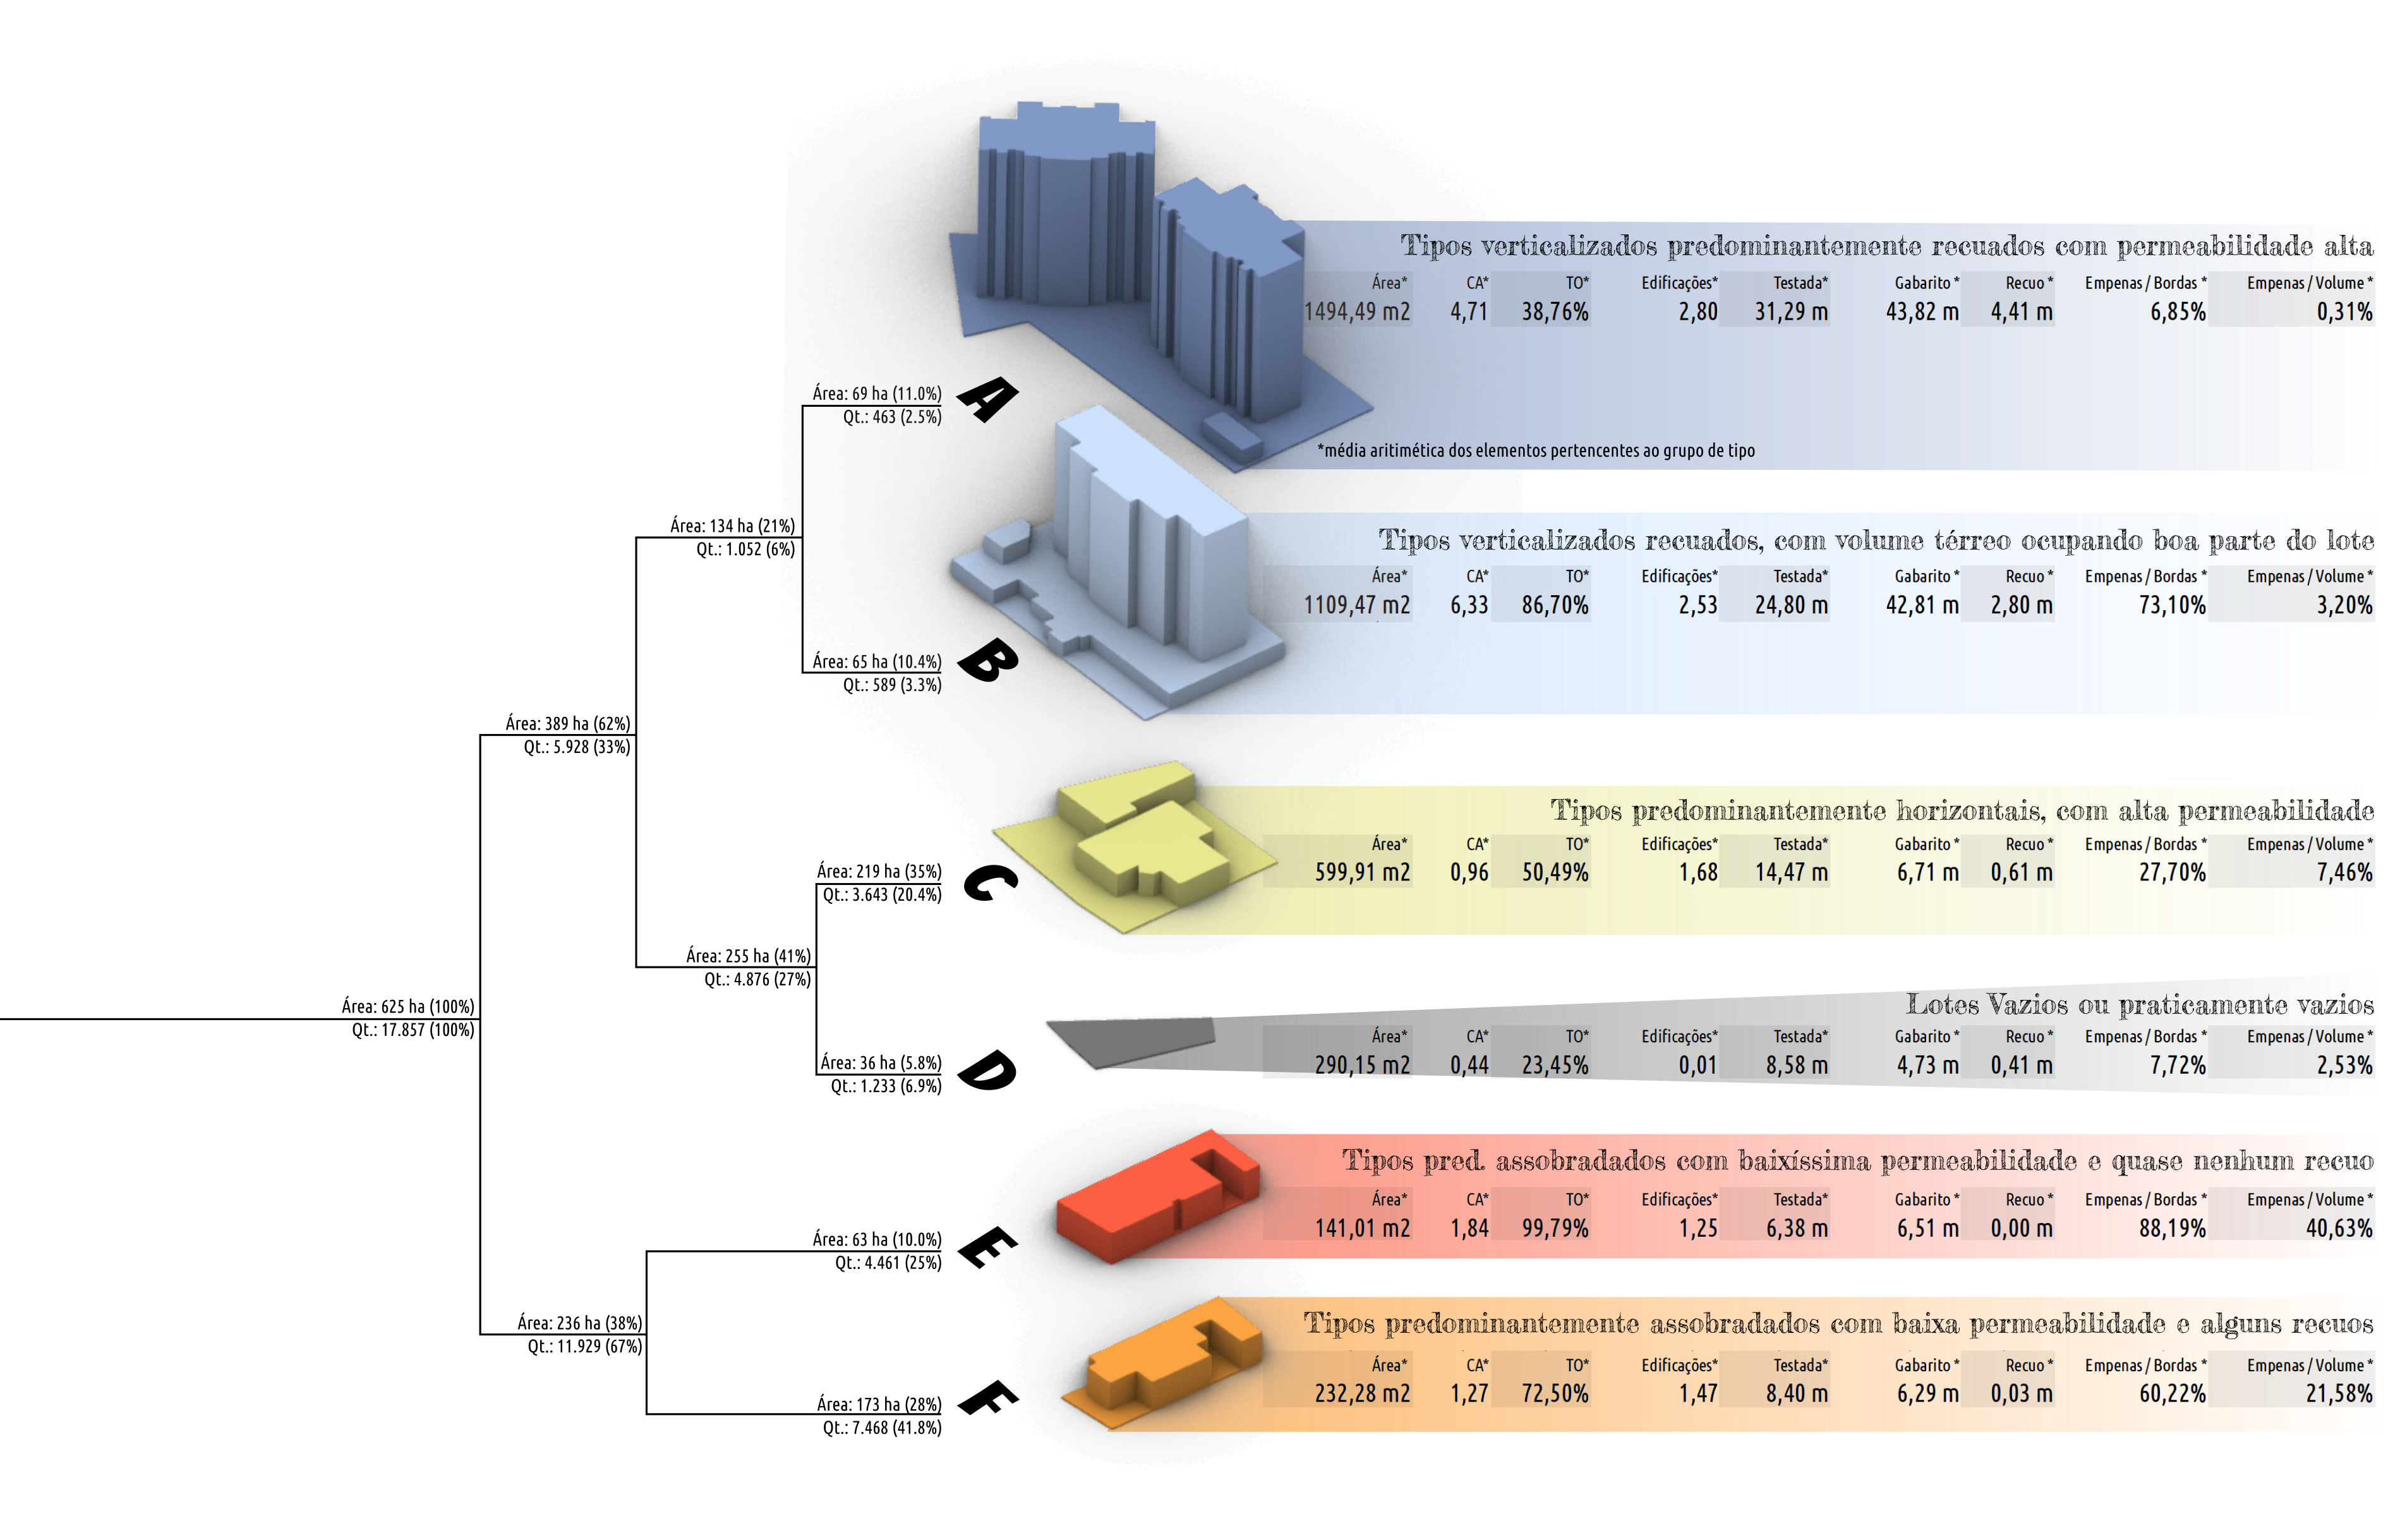 Tipos verticalizados predominantemente recuados com permeabilidade alta
Área* CA* TO* Edificações* Testada* Gabarito * Recuo * Empenas / Bordas * Empenas / Volume *
1494,49 m2 4,71 38,76% 2,80 31,29 m 43,82 m 4,41 m 6,85% 0,31%
Área: 69 ha (11.0%)
Qt.: 463 (2.5%)
A
*média aritimética dos elementos pertencentes ao grupo de tipo
Área: 134 ha (21%)
Qt.: 1.052 (6%)
Tipos verticalizados recuados, com volume térreo ocupando boa parte do lote
Área* CA* TO* Edificações* Testada* Gabarito * Recuo * Empenas / Bordas * Empenas / Volume *
1109,47 m2 6,33 86,70% 2,53 24,80 m 42,81 m 2,80 m 73,10% 3,20%
Área: 65 ha (10.4%)
Qt.: 589 (3.3%)
B
Área: 389 ha (62%)
Qt.: 5.928 (33%)
Tipos predominantemente horizontais, com alta permeabilidade
Área* CA* TO* Edificações* Testada* Gabarito * Recuo * Empenas / Bordas * Empenas / Volume *
599,91 m2 0,96 50,49% 1,68 14,47 m 6,71 m 0,61 m 27,70% 7,46%
Área: 219 ha (35%)
Qt.: 3.643 (20.4%)
C
Área: 255 ha (41%)
Qt.: 4.876 (27%)
Área: 625 ha (100%)
Qt.: 17.857 (100%)
Lotes Vazios ou praticamente vazios
Área* CA* TO* Edificações* Testada* Gabarito * Recuo * Empenas / Bordas * Empenas / Volume *
290,15 m2 0,44 23,45% 0,01 8,58 m 4,73 m 0,41 m 7,72% 2,53%
Área: 36 ha (5.8%)
Qt.: 1.233 (6.9%)
D
Tipos pred. assobradados com baixíssima permeabilidade e quase nenhum recuo
Área* CA* TO* Edificações* Testada* Gabarito * Recuo * Empenas / Bordas * Empenas / Volume *
141,01 m2 1,84 99,79% 1,25 6,38 m 6,51 m 0,00 m 88,19% 40,63%
Área: 63 ha (10.0%)
Qt.: 4.461 (25%)
E
Área: 236 ha (38%)
Qt.: 11.929 (67%)
Tipos predominantemente assobradados com baixa permeabilidade e alguns recuos
Área* CA* TO* Edificações* Testada* Gabarito * Recuo * Empenas / Bordas * Empenas / Volume *
232,28 m2 1,27 72,50% 1,47 8,40 m 6,29 m 0,03 m 60,22% 21,58%
Área: 173 ha (28%)
Qt.: 7.468 (41.8%)
F